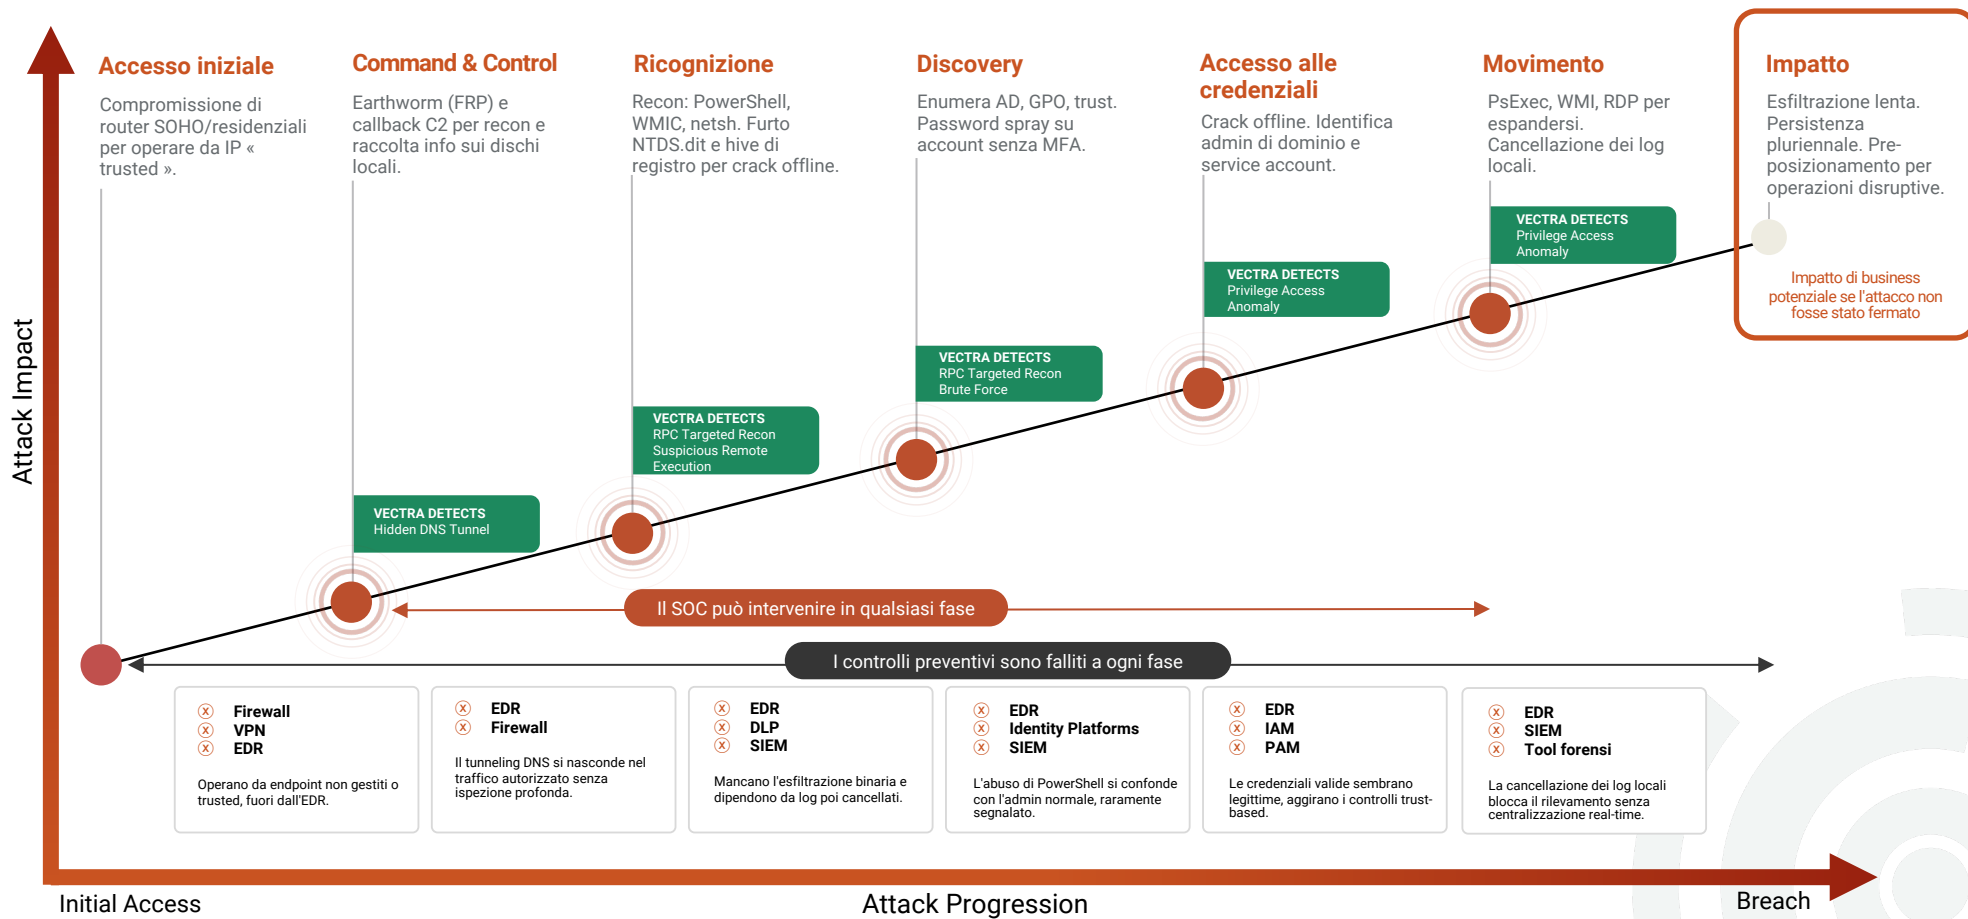 Accesso iniziale
Compromissione di
router SOHO/residenziali
per operare da IP «
trusted ».
Command & Control
Earthworm (FRP) e
callback C2 per recon e
raccolta info sui dischi
locali.
Ricognizione
Recon: PowerShell,
WMIC, netsh. Furto
NTDS.dit e hive di
registro per crack offline.
Discovery
Enumera AD, GPO, trust.
Password spray su
account senza MFA.
Accesso alle
credenziali
Crack offline. Identifica
admin di dominio e
service account.
Movimento
PsExec, WMI, RDP per
espandersi.
Cancellazione dei log
locali.
Impatto
Esfiltrazione lenta.
Persistenza
pluriennale. Pre-
posizionamento per
operazioni disruptive.
Impatto di business
potenziale se l'attacco non
fosse stato fermato
VECTRA DETECTS
Privilege Access
Anomaly
VECTRA DETECTS
Privilege Access
Anomaly
VECTRA DETECTS
RPC Targeted Recon
Brute Force
VECTRA DETECTS
RPC Targeted Recon
Suspicious Remote
Execution
VECTRA DETECTS
Hidden DNS Tunnel
Attack Impact
Il SOC può intervenire in qualsiasi fase
I controlli preventivi sono falliti a ogni fase
x Firewall
x VPN
x EDR
Operano da endpoint non gestiti o
trusted, fuori dall'EDR.
x EDR
x Firewall
Il tunneling DNS si nasconde nel
traffico autorizzato senza
ispezione profonda.
x EDR
x DLP
x SIEM
Mancano l'esfiltrazione binaria e
dipendono da log poi cancellati.
x EDR
x Identity Platforms
x SIEM
L'abuso di PowerShell si confonde
con l'admin normale, raramente
segnalato.
x EDR
x IAM
x PAM
Le credenziali valide sembrano
legittime, aggirano i controlli trust-
based.
x EDR
x SIEM
x Tool forensi
La cancellazione dei log locali
blocca il rilevamento senza
centralizzazione real-time.
Initial Access
Attack Progression
Breach